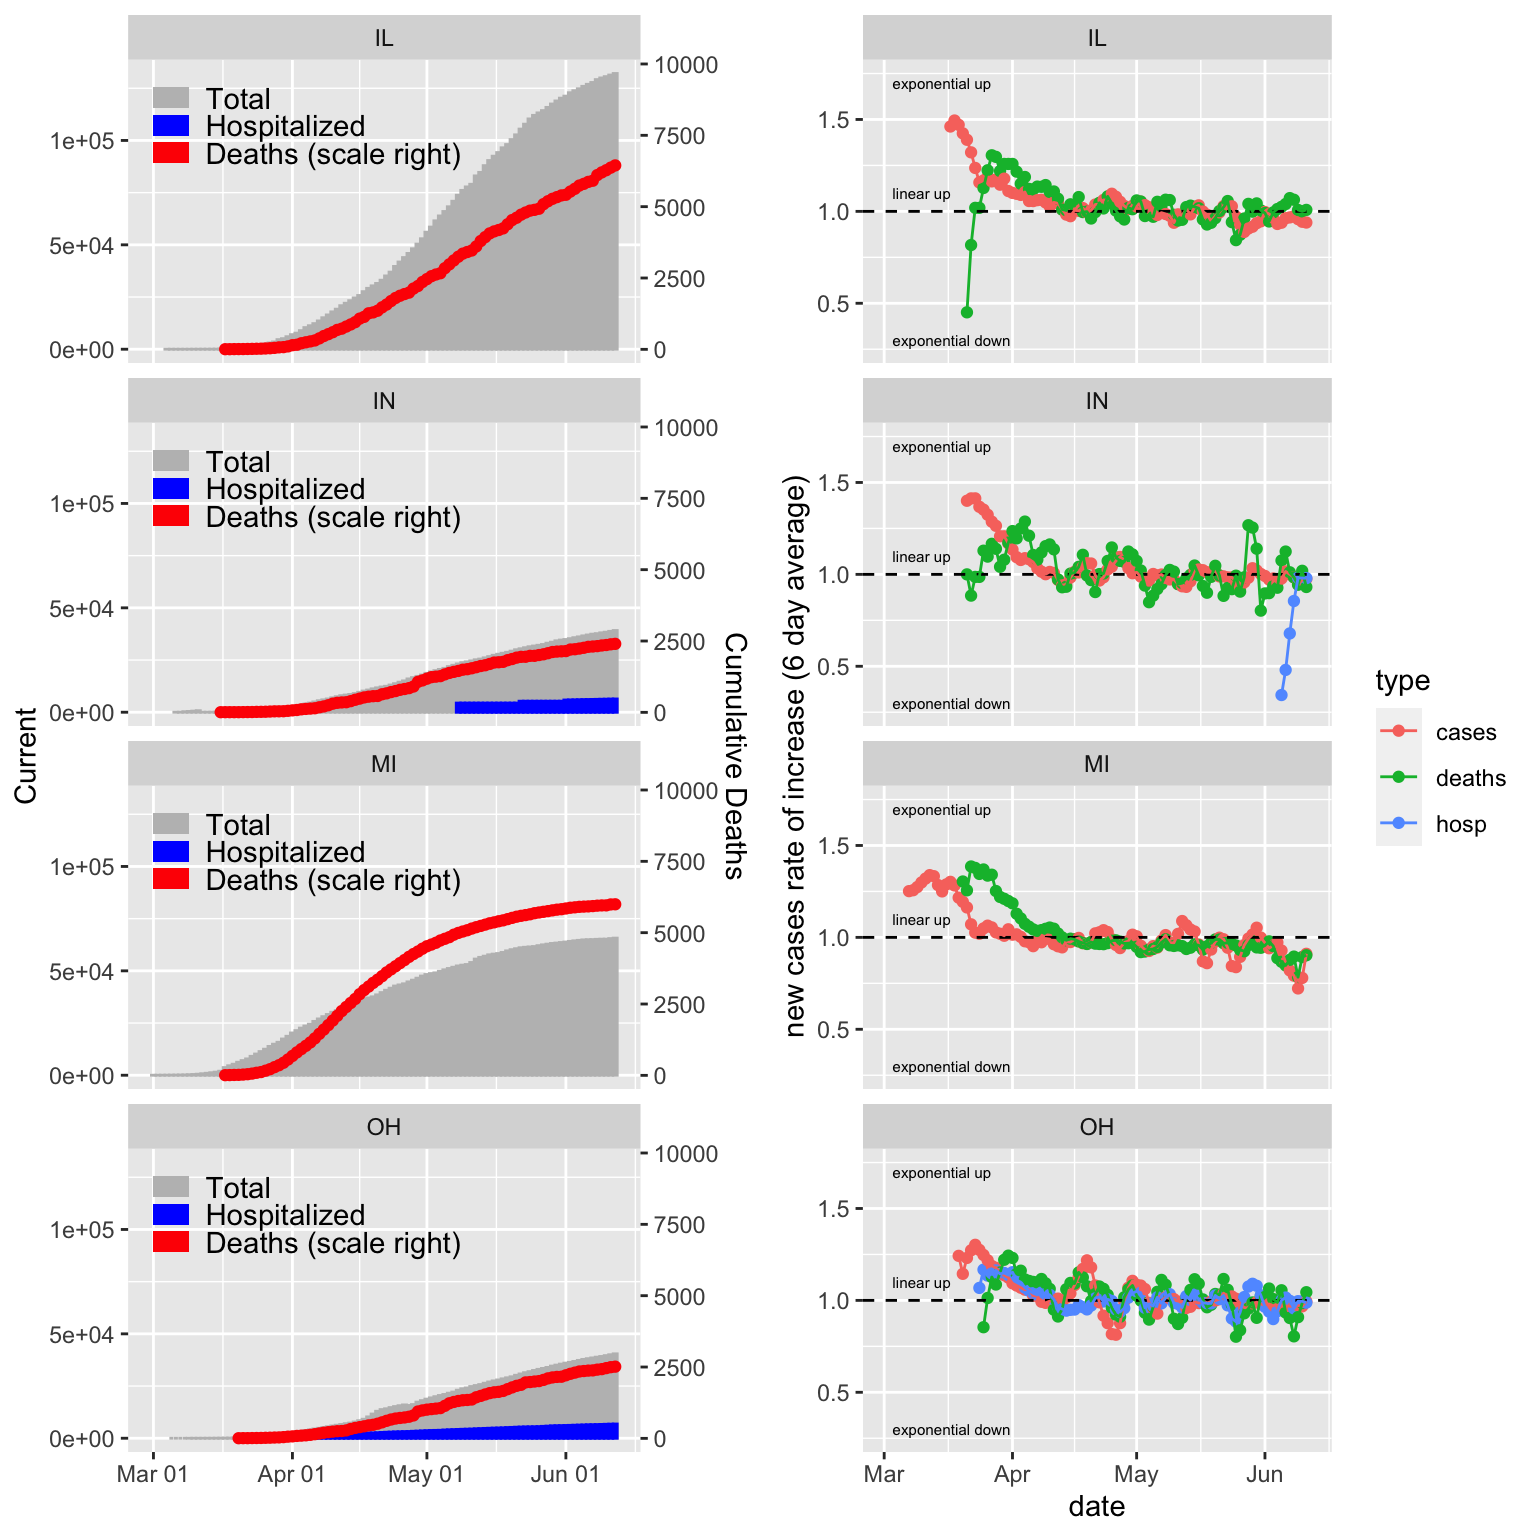 IL
Total
Hospitalized
Deaths (scale right)
1e+05
5e+04
0e+00
10000
7500
5000
2500
0
IN
Total
Hospitalized
Deaths (scale right)
1e+05
5e+04
0e+00
10000
7500
5000
2500
0
MI
Total
Hospitalized
Deaths (scale right)
1e+05
5e+04
0e+00
10000
7500
5000
2500
0
OH
Total
Hospitalized
Deaths (scale right)
1e+05
5e+04
0e+00
10000
7500
5000
2500
0
Mar 01
Apr 01
May 01
Jun 01
Current
Cumulative Deaths
IL
exponential up
linear up
exponential down
1.5
1.0
0.5
IN
exponential up
linear up
exponential down
1.5
1.0
0.5
MI
exponential up
linear up
exponential down
1.5
1.0
0.5
OH
exponential up
linear up
exponential down
1.5
1.0
0.5
Mar
Apr
May
Jun
date
new cases rate of increase (6 day average)
type
cases
deaths
hosp